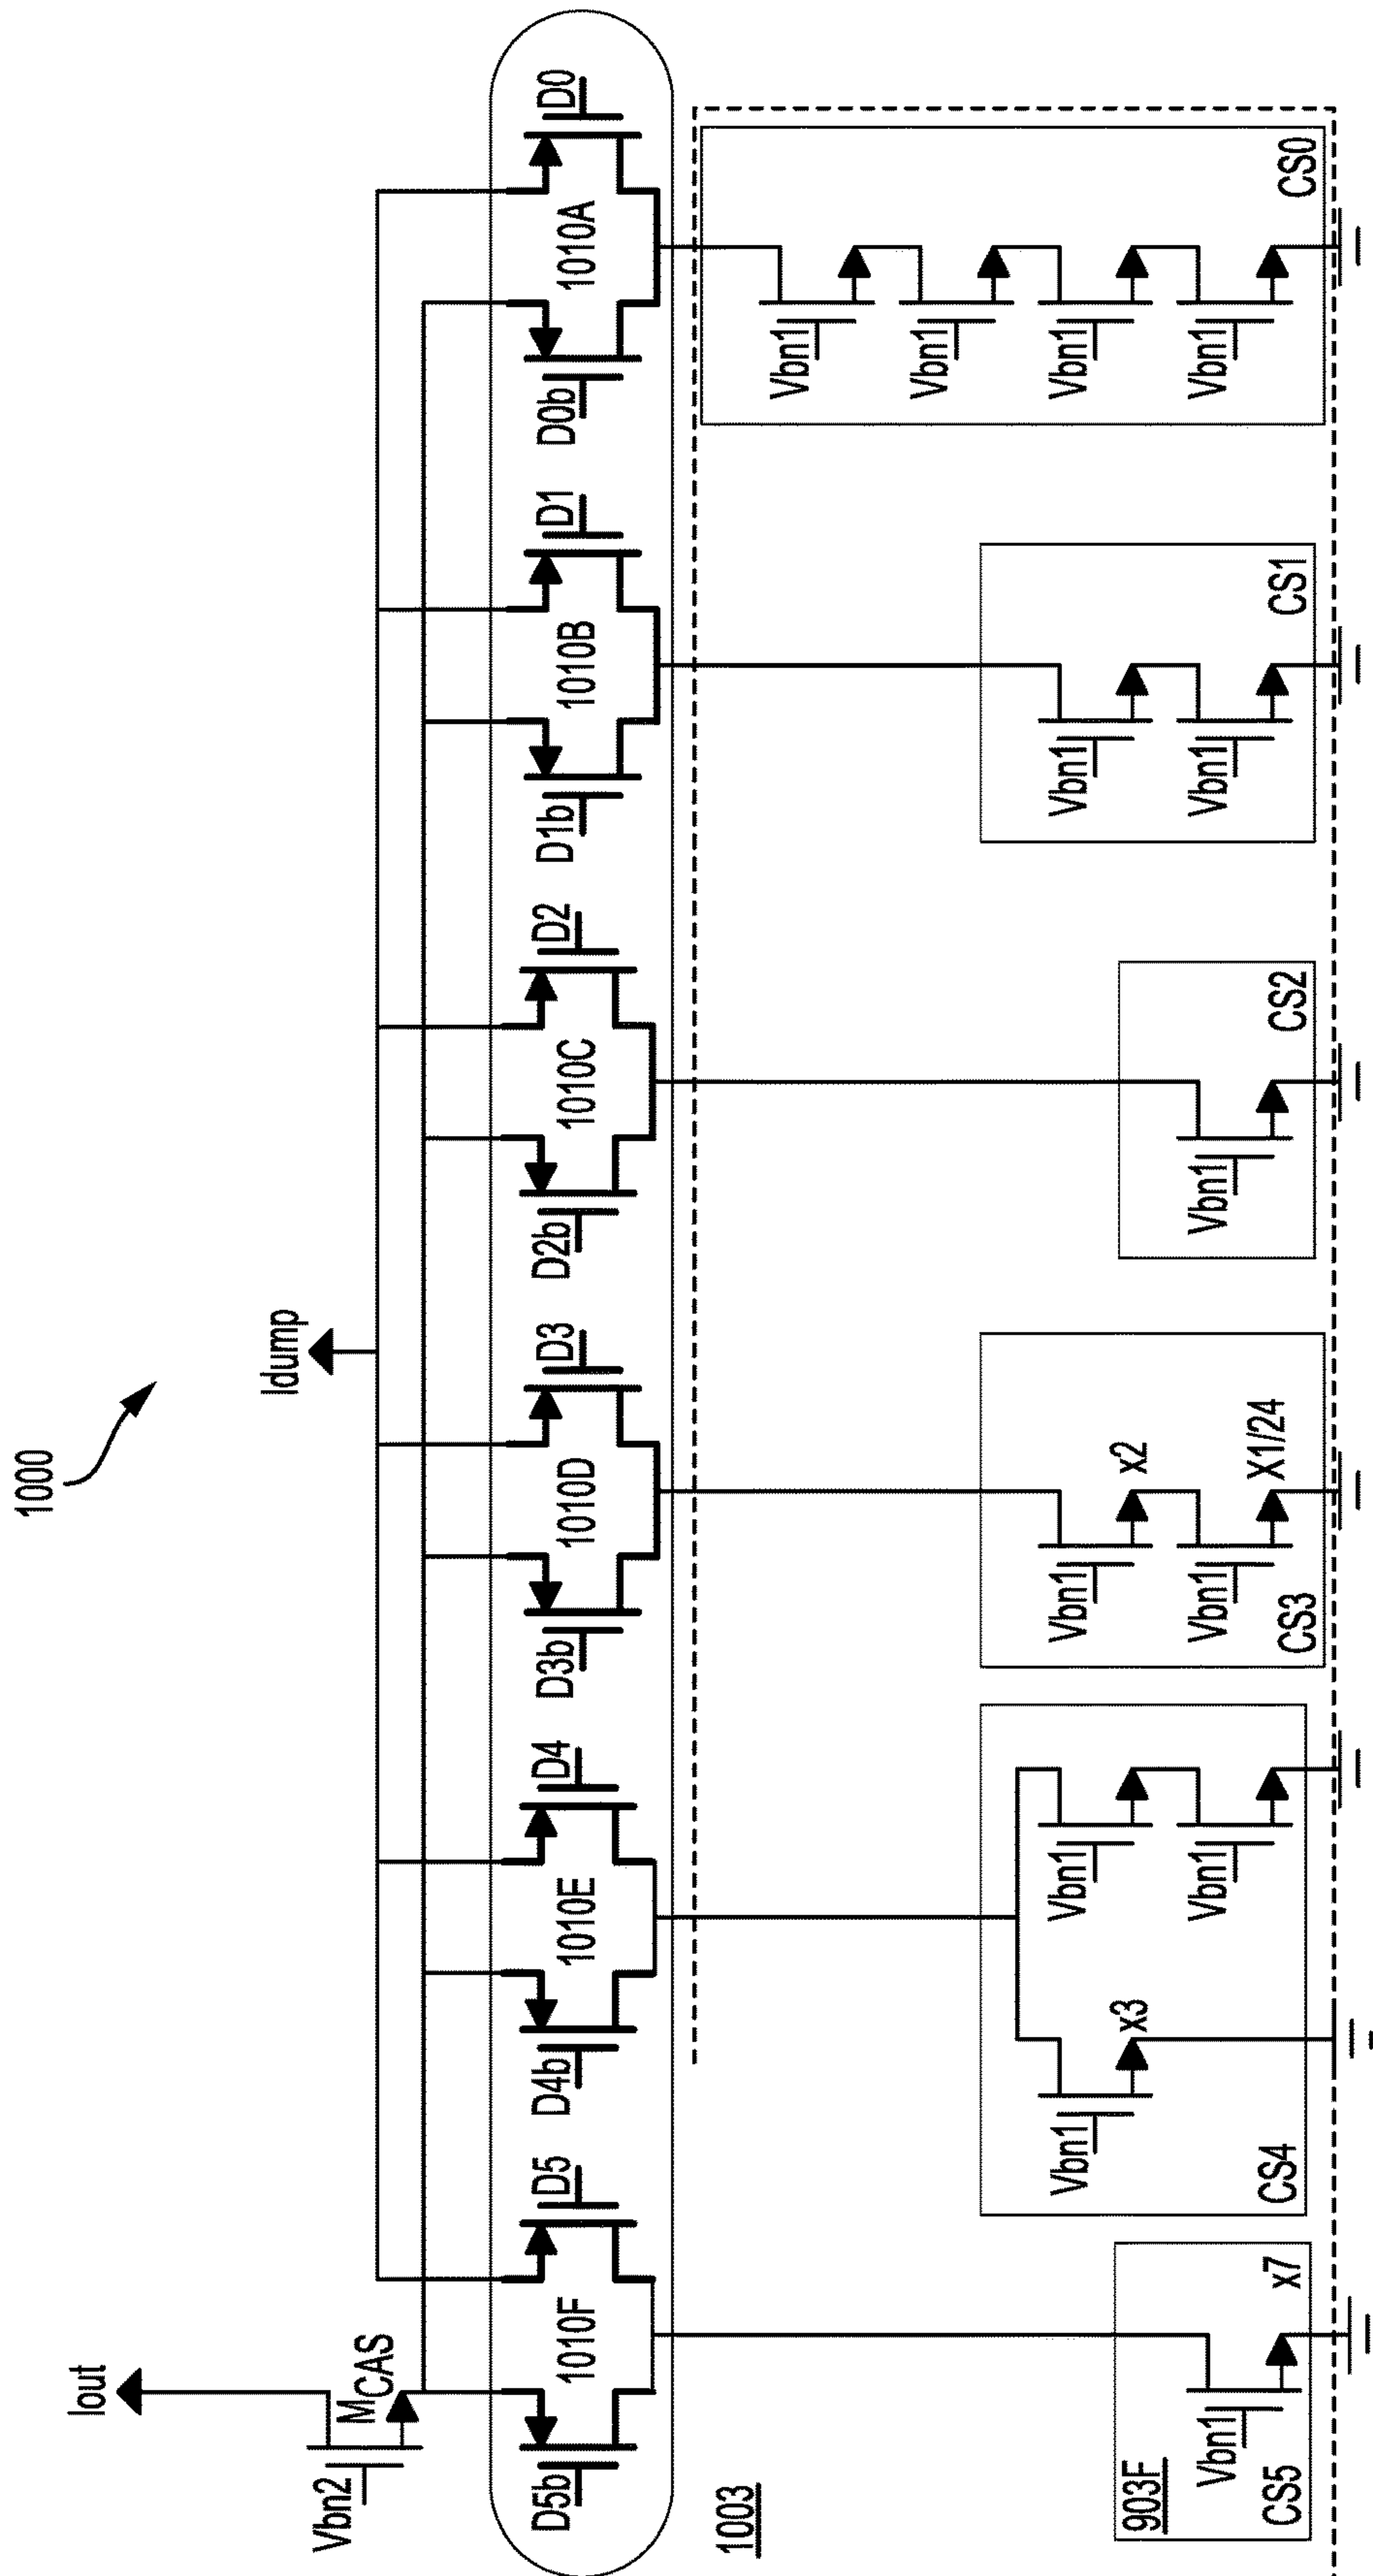 1000
Iout
Idump
Vbn2
MCAS
D5b
1010F
D5
D4b
1010E
D4
D3b
1010D
D3
D2b
1010C
D2
D1b
1010B
D1
D0b
1010A
D0
1003
903F
Vbn1
x7
CS5
Vbn1
x3
Vbn1
Vbn1
CS4
Vbn1
x2
Vbn1
X1/24
CS3
Vbn1
CS2
Vbn1
Vbn1
CS1
Vbn1
Vbn1
Vbn1
Vbn1
CS0